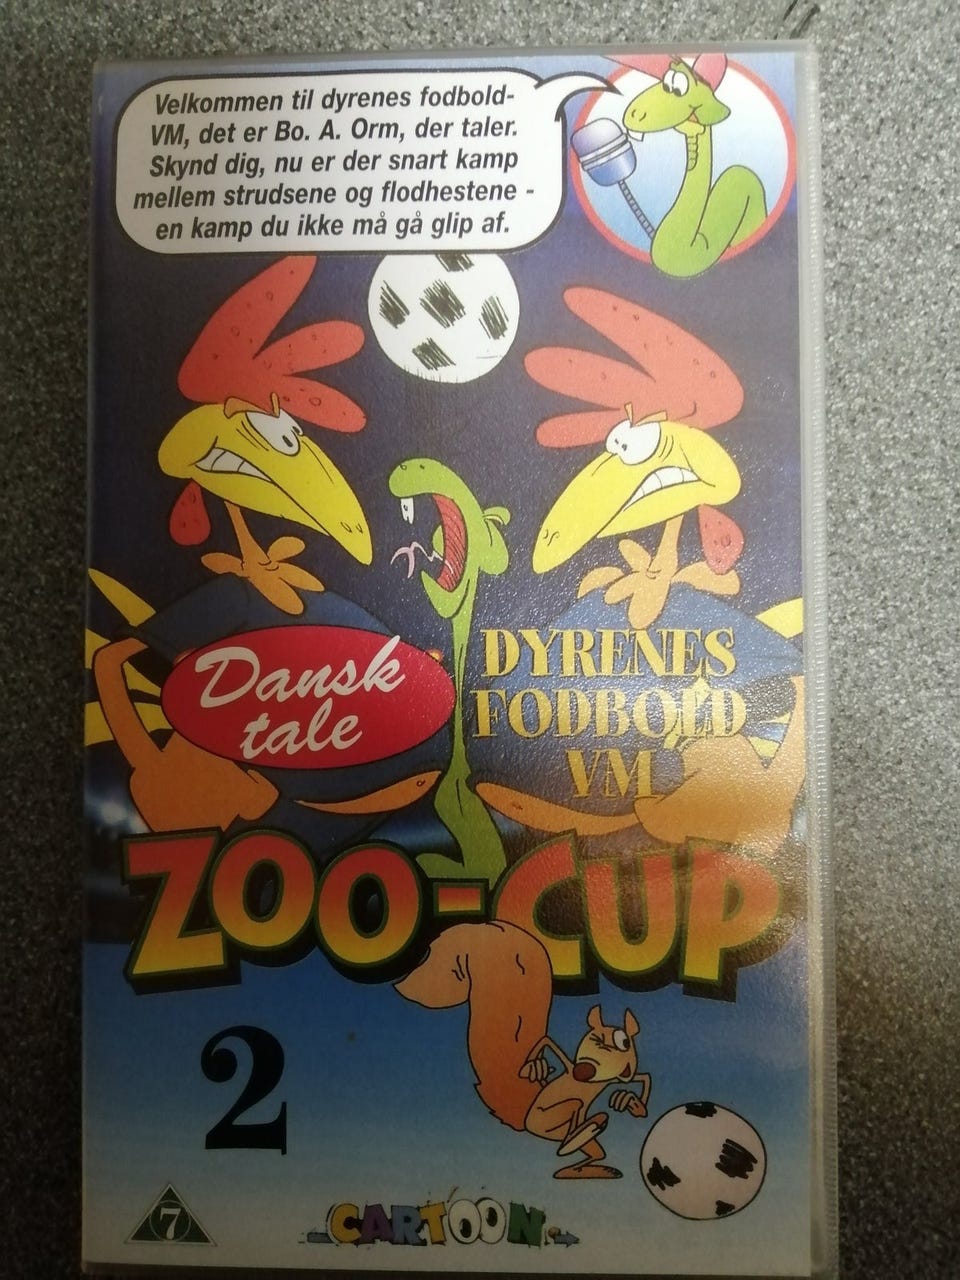 Velkommen til dyrenes fodbold-
VM, det er Bo. A. Orm, der taler.
Skynd dig, nu er der snart kamp
mellem strudsene og flodhestene -
en kamp du ikke må gå glip af.
Dansk
tale
DYRENES
FODBOLD
VM
ZOO-CUP
2
7
CARTOON